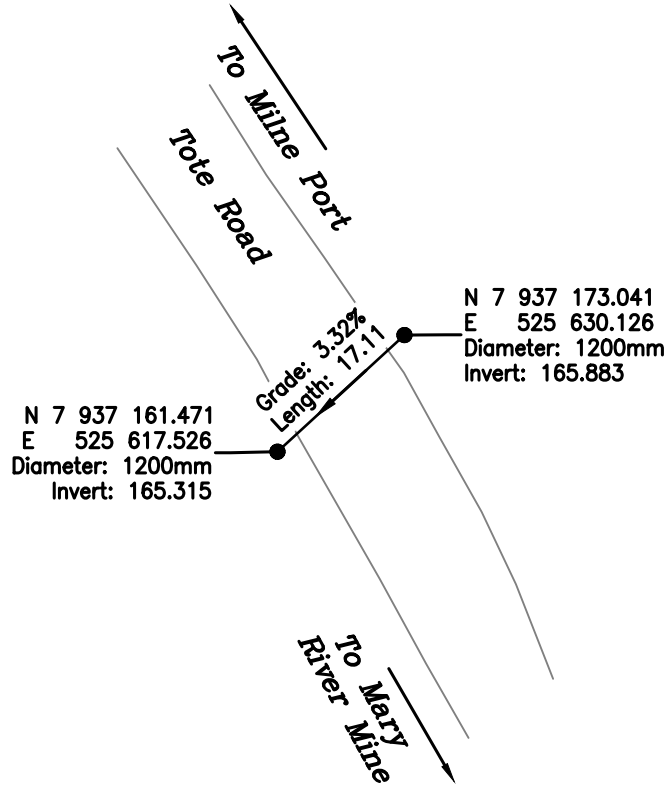 To Milne Port
Tote Road
N 7 937 173.041
E 525 630.126
Diameter: 1200mm
Invert: 165.883
Grade: 3.32%
Length: 17.11
N 7 937 161.471
E 525 617.526
Diameter: 1200mm
Invert: 165.315
To Mary
River Mine